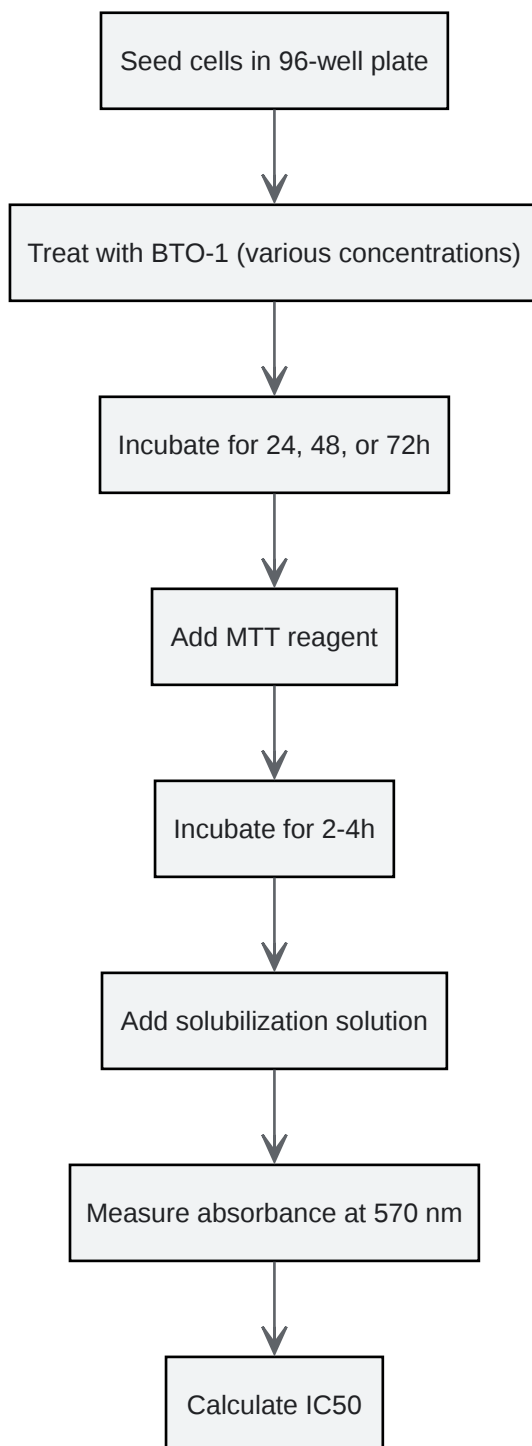 Seed cells in 96-well plate
Treat with BTO-1 (various concentrations)
Incubate for 24, 48, or 72h
Add MTT reagent
Incubate for 2-4h
Add solubilization solution
Measure absorbance at 570 nm
Calculate IC50